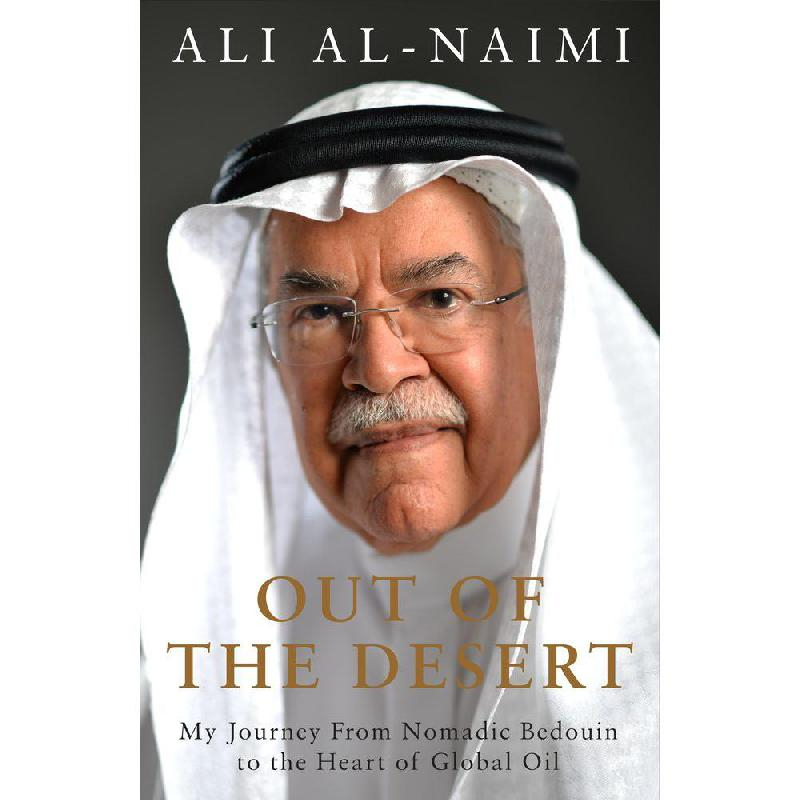 ALI AL-NAIMI
OUT OF
THE DESERT
My Journey From Nomadic Bedouin
to the Heart of Global Oil